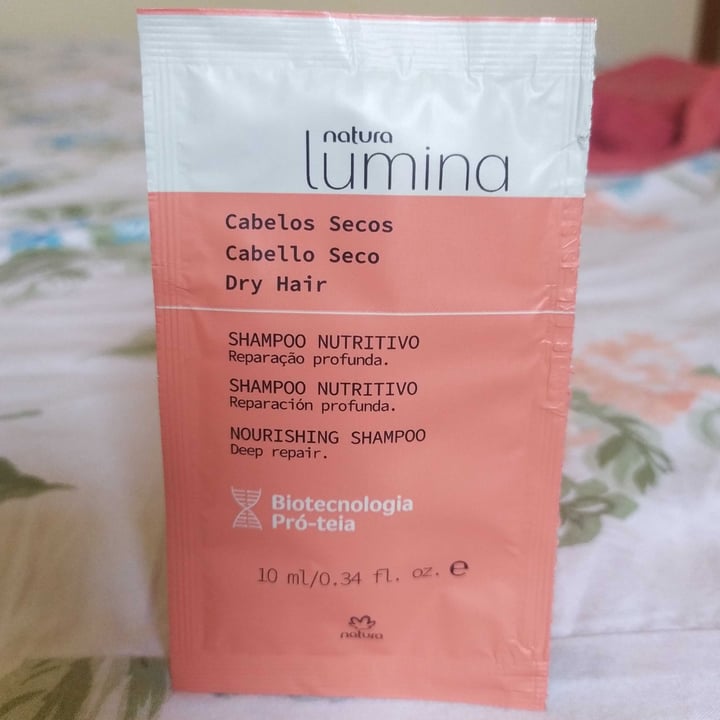 natura
lumina
Cabelos Secos
Cabello Seco
Dry Hair
SHAMPOO NUTRITIVO
Reparação profunda.
SHAMPOO NUTRITIVO
Reparación profunda.
NOURISHING SHAMPOO
Deep repair.
Biotecnologia
Pró-teia
10 ml/0.34 fl. oz. e
natura